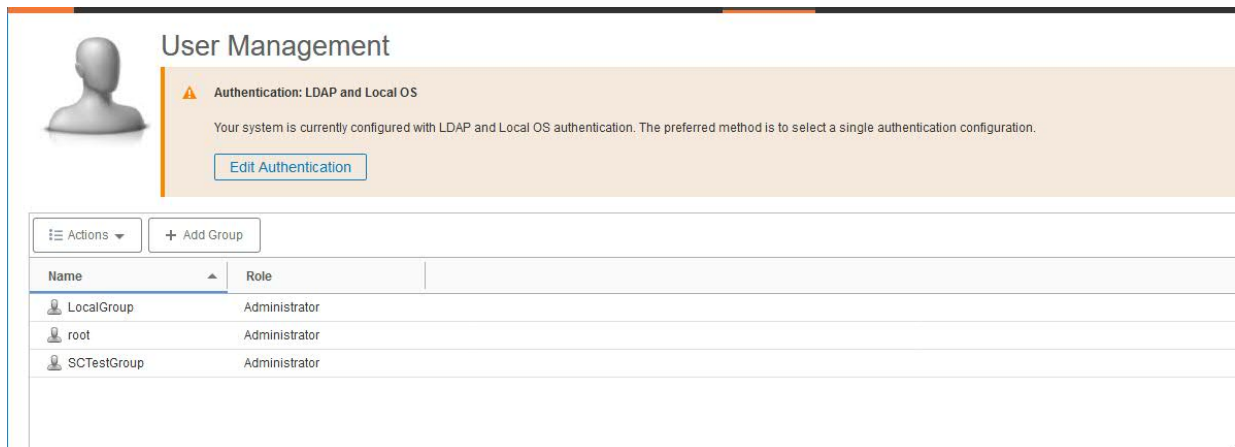 User Management
Authentication: LDAP and Local OS
Your system is currently configured with LDAP and Local OS authentication. The preferred method is to select a single authentication configuration.
Edit Authentication
Actions + Add Group
Name Role
LocalGroup Administrator
root Administrator
SCTestGroup Administrator